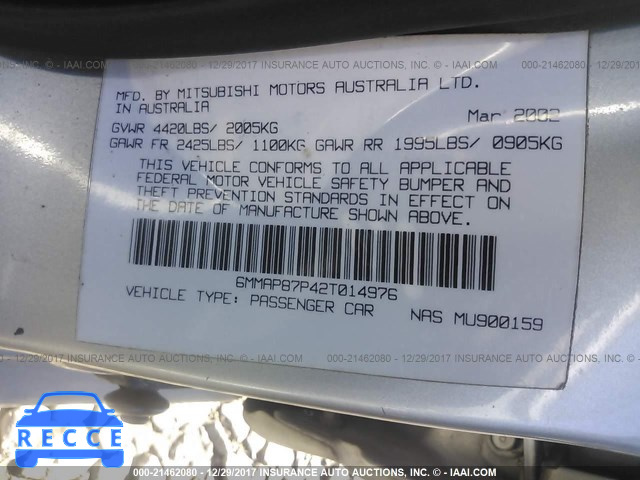 000-21462080 - 12/29/2017 INSURANCE AUTO AUCTIONS, INC. - © - IAAI.COM
MFD. BY MITSUBISHI MOTORS AUSTRALIA LTD.
IN AUSTRALIA
Mar 2002
GVWR 4420LBS/ 2005KG
GAWR FR 2425LBS/ 1100KG GAWR RR 1995LBS/ 0905KG
THIS VEHICLE CONFORMS TO ALL APPLICABLE
FEDERAL MOTOR VEHICLE SAFETY BUMPER AND
THEFT PREVENTION STANDARDS IN EFFECT ON
THE DATE OF MANUFACTURE SHOWN ABOVE.
6MMAP87P42T014976
VEHICLE TYPE: PASSENGER CAR NAS MU900159
RECCE
000-21462080 - 12/29/2017 INSURANCE AUTO AUCTIONS, INC. - © - IAAI.COM